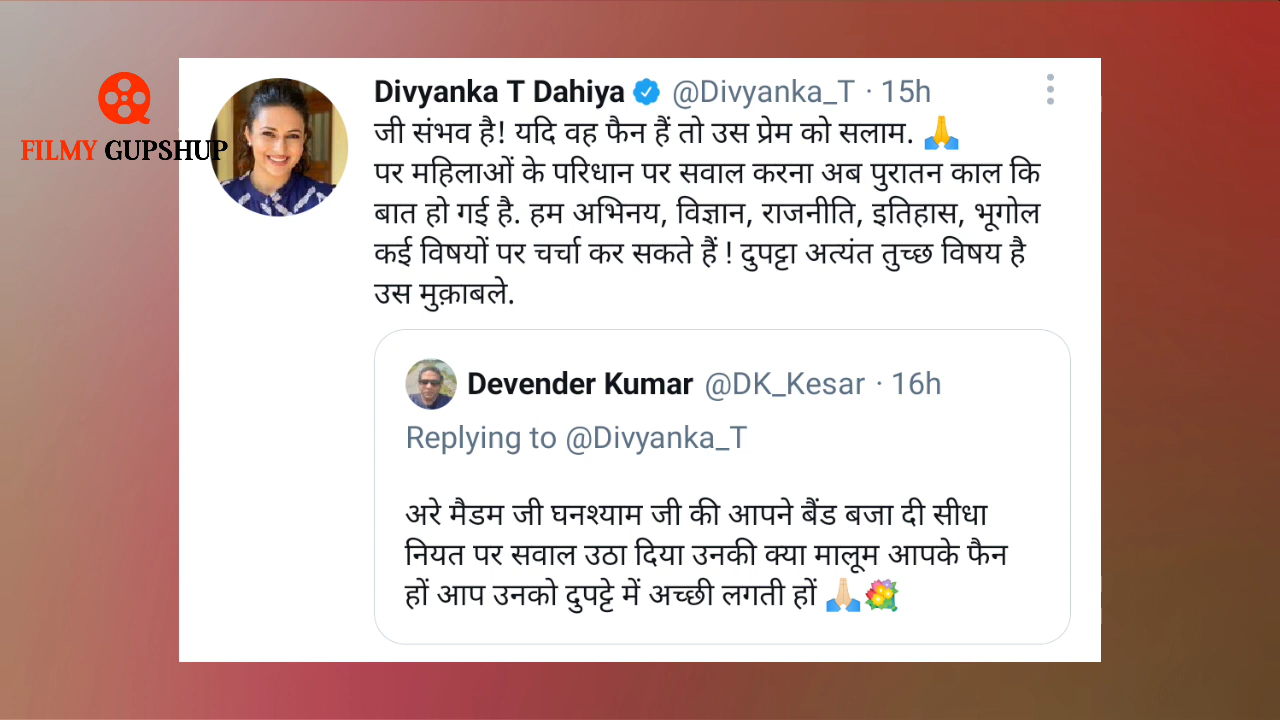 FILMY GUPSHUP
Divyanka T Dahiya @Divyanka_T · 15h
जी संभव है! यदि वह फैन हैं तो उस प्रेम को सलाम. 🙏
पर महिलाओं के परिधान पर सवाल करना अब पुरातन काल कि
बात हो गई है. हम अभिनय, विज्ञान, राजनीति, इतिहास, भूगोल
कई विषयों पर चर्चा कर सकते हैं ! दुपट्टा अत्यंत तुच्छ विषय है
उस मुक़ाबले.
Devender Kumar @DK_Kesar · 16h
Replying to @Divyanka_T
अरे मैडम जी घनश्याम जी की आपने बैंड बजा दी सीधा
नियत पर सवाल उठा दिया उनकी क्या मालूम आपके फैन
हों आप उनको दुपट्टे में अच्छी लगती हों 🙏🏼💐